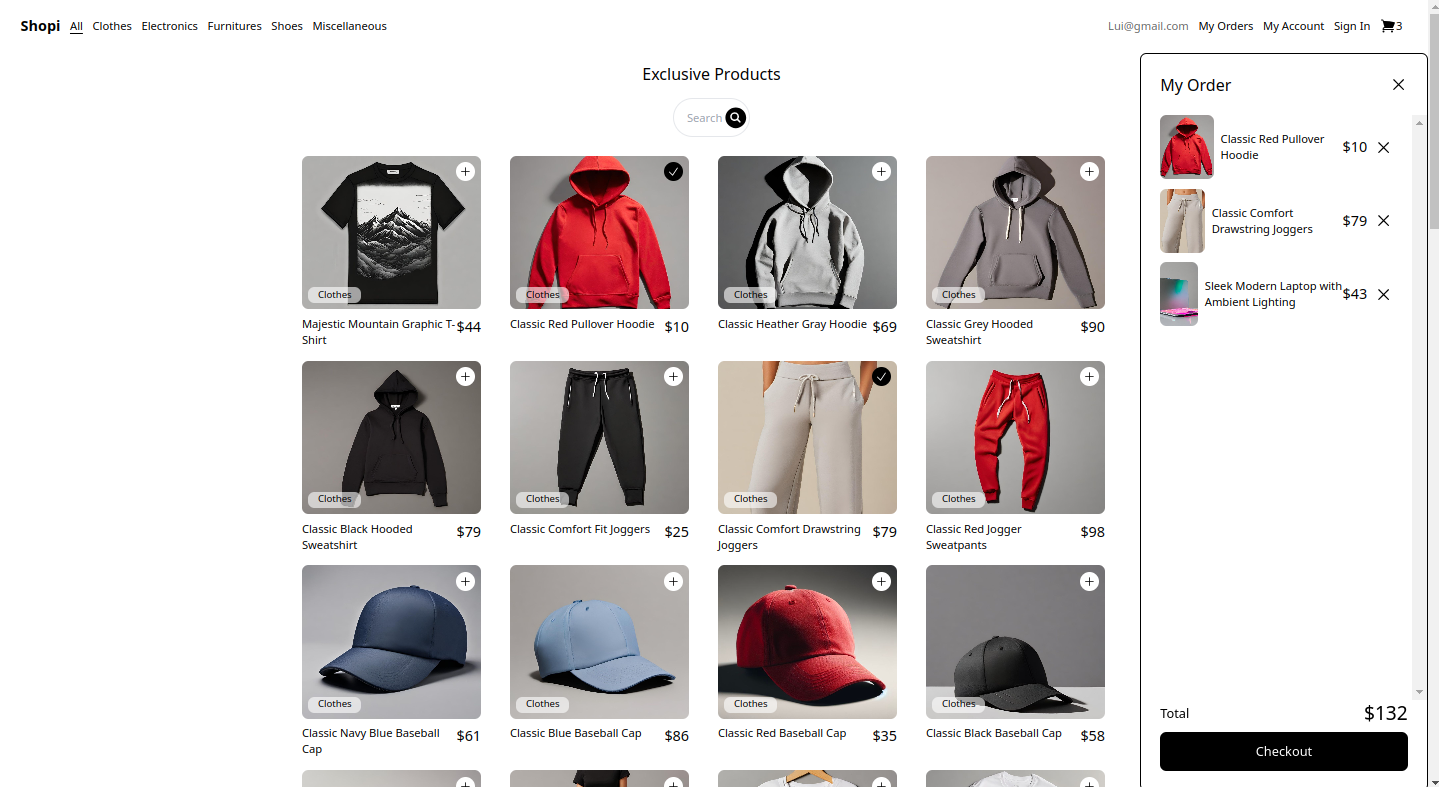 Shopi All Clothes Electronics Furnitures Shoes Miscellaneous
Lui@gmail.com My Orders My Account Sign In 3
Exclusive Products
Search
Clothes
Majestic Mountain Graphic T-
Shirt
$44
Clothes
Classic Red Pullover Hoodie
$10
Clothes
Classic Heather Gray Hoodie
$69
Clothes
Classic Grey Hooded
Sweatshirt
$90
Clothes
Classic Black Hooded
Sweatshirt
$79
Clothes
Classic Comfort Fit Joggers
$25
Clothes
Classic Comfort Drawstring
Joggers
$79
Clothes
Classic Red Jogger
Sweatpants
$98
Clothes
Classic Navy Blue Baseball
Cap
$61
Clothes
Classic Blue Baseball Cap
$86
Clothes
Classic Red Baseball Cap
$35
Clothes
Classic Black Baseball Cap
$58
My Order
Classic Red Pullover
Hoodie
$10
Classic Comfort
Drawstring Joggers
$79
Sleek Modern Laptop with
Ambient Lighting
$43
Total
$132
Checkout